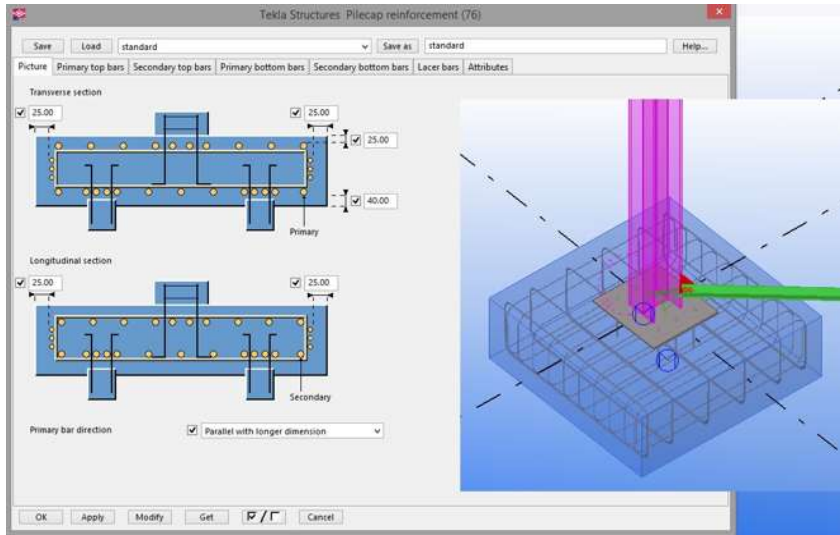 Tekla Structures Pilecap reinforcement (76)
Save Load standard Save as standard Help...
Picture Primary top bars Secondary top bars Primary bottom bars Secondary bottom bars Lacer bars Attributes
Transverse section
25.00 25.00
25.00
40.00
Primary
Longitudinal section
25.00 25.00
Secondary
Primary bar direction Parallel with longer dimension
OK Apply Modify Get / Cancel